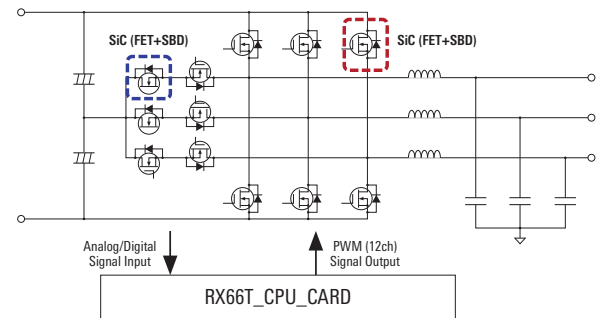 SiC (FET+SBD)
SiC (FET+SBD)
Analog/Digital
Signal Input
PWM (12ch)
Signal Output
RX66T_CPU_CARD